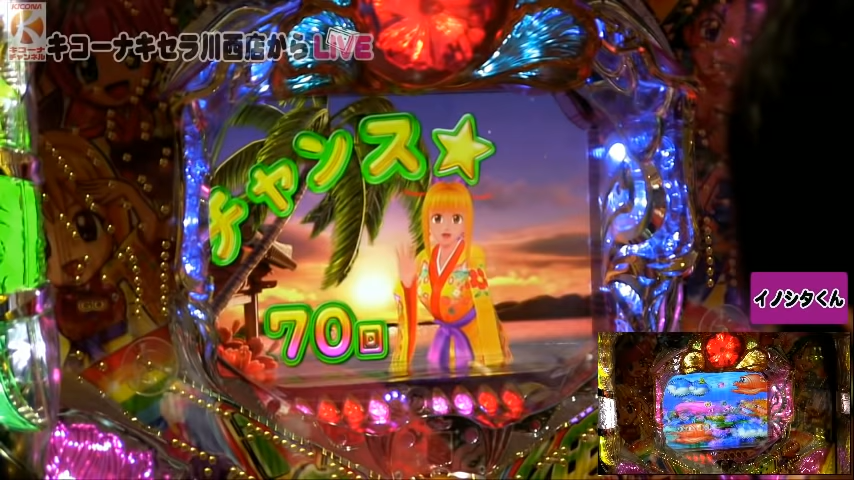 KICONA
キコーナ
チャンネル
キコーナキセラ川西店からLIVE
チャンス☆
70回
イノシタくん